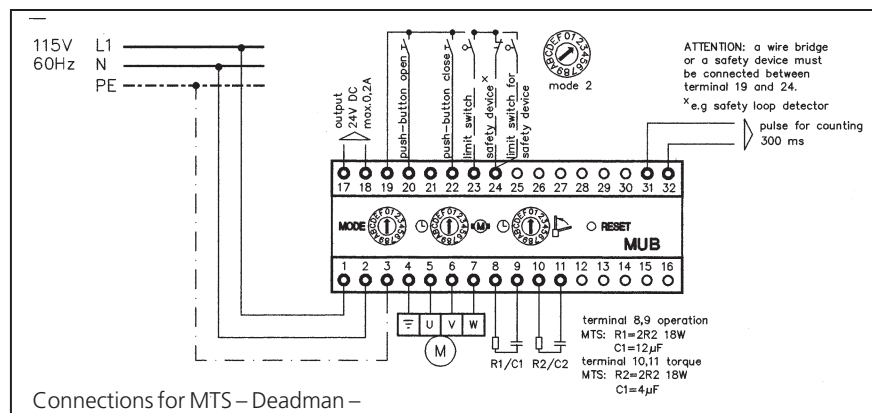 115V L1
60Hz N
PE
output
24V DC
max.0,2A
push-button open
push-button close
limit switch
safety device x
limit switch for
safety device
0123456789ABCDEF
mode 2
ATTENTION: a wire bridge
or a safety device must
be connected between
terminal 19 and 24.
x e.g safety loop detector
pulse for counting
300 ms
17 18 19 20 21 22 23 24 25 26 27 28 29 30 31 32
MODE 0123456789ABCDEF 0123456789ABCDEF M 0123456789ABCDEF RESET
MUB
1 2 3 4 5 6 7 8 9 10 11 12 13 14 15 16
U V W
M
R1/C1 R2/C2
terminal 8,9 operation
MTS: R1=2R2 18W
C1=12µF
terminal 10,11 torque
MTS: R2=2R2 18W
C1=4µF
Connections for MTS – Deadman –